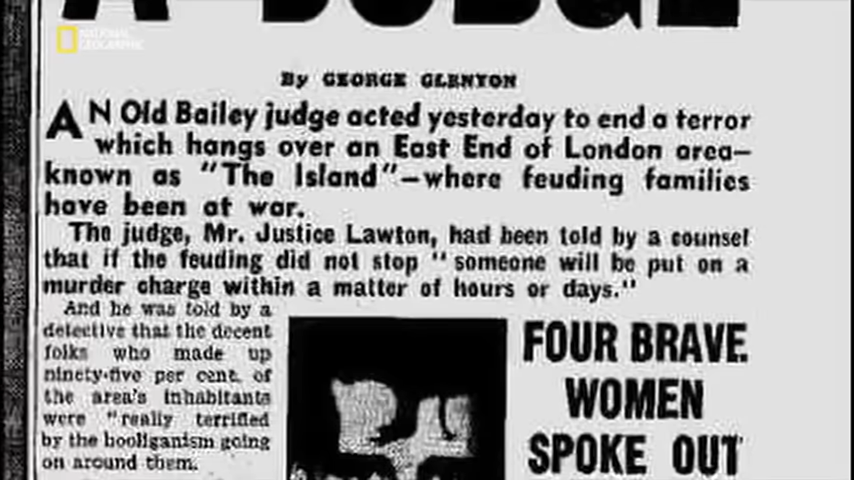 A JUDGE
NATIONAL
GEOGRAPHIC
By GEORGE GLENTON
AN Old Bailey judge acted yesterday to end a terror
which hangs over an East End of London area—
known as "The Island"—where feuding families
have been at war.
The judge, Mr. Justice Lawton, had been told by a counsel
that if the feuding did not stop "someone will be put on a
murder charge within a matter of hours or days."
And he was told by a
detective that the decent
folks who made up
ninety-five per cent. of
the area's inhabitants
were "really terrified
by the hooliganism going
on around them.
FOUR BRAVE
WOMEN
SPOKE OUT